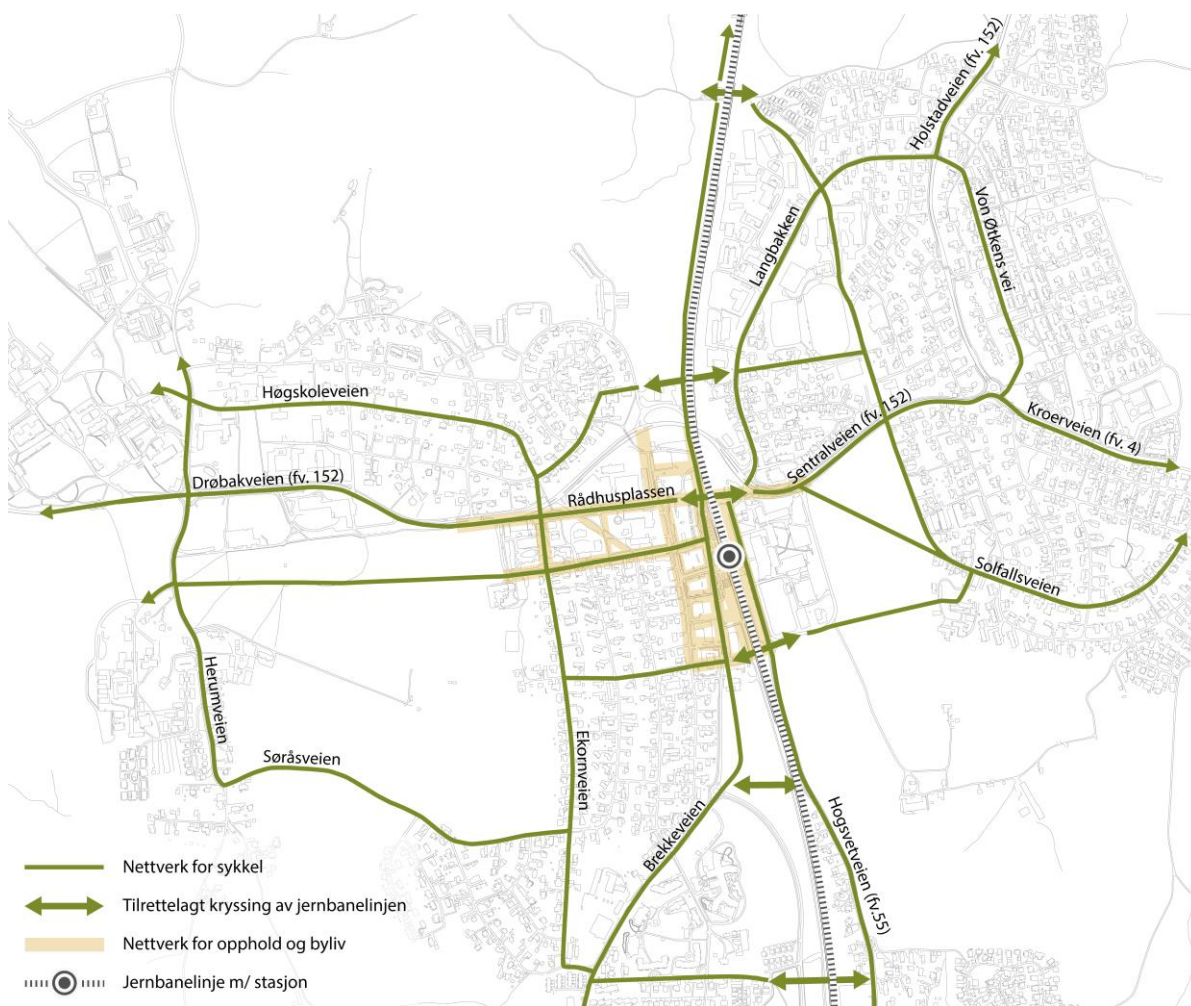 Holstadveien (fv. 152)
Langbakken
Von Øtkens vei
Høgskoleveien
Sentralveien (fv. 152)
Kroerveien (fv. 4)
Drøbakveien (fv. 152)
Rådhusplassen
Solfallsveien
Herumveien
Søråsveien
Ekornveien
Brekkeveien
Hogsvetveien (fv.55)
Nettverk for sykkel
Tilrettelagt kryssing av jernbanelinjen
Nettverk for opphold og byliv
Jernbanelinje m/ stasjon